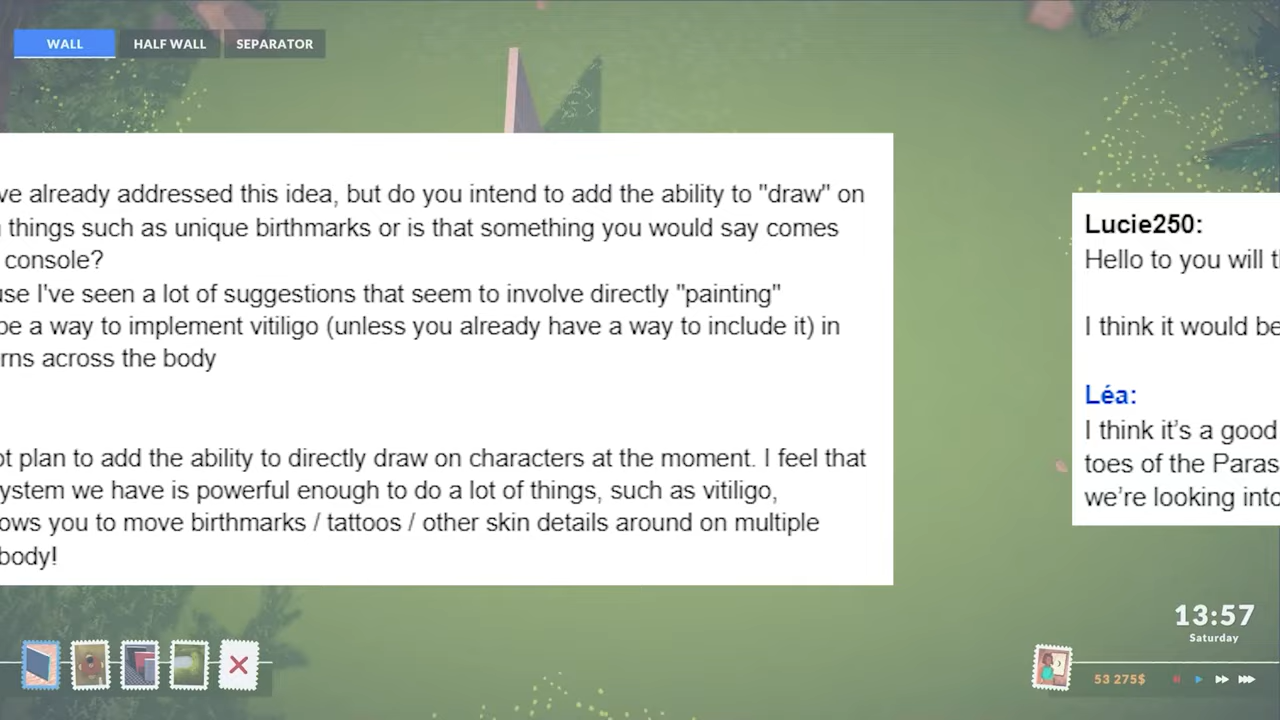 WALL
HALF WALL
SEPARATOR
ve already addressed this idea, but do you intend to add the ability to "draw" on
things such as unique birthmarks or is that something you would say comes
console?
use I've seen a lot of suggestions that seem to involve directly "painting"
be a way to implement vitiligo (unless you already have a way to include it) in
rns across the body
ot plan to add the ability to directly draw on characters at the moment. I feel that
ystem we have is powerful enough to do a lot of things, such as vitiligo,
ows you to move birthmarks / tattoos / other skin details around on multiple
body!
Lucie250:
Hello to you will t
I think it would be
Léa:
I think it's a good
toes of the Paras
we're looking into
13:57
Saturday
53 275$